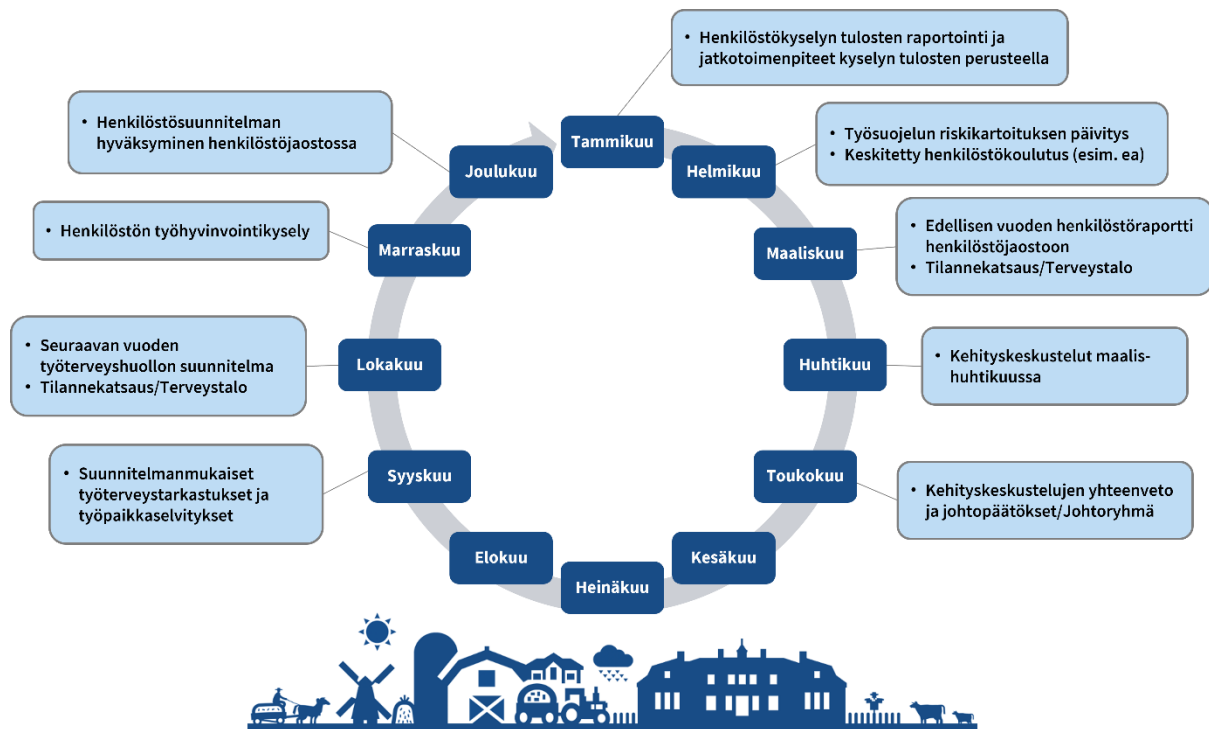 • Henkilöstökyselyn tulosten raportointi ja
jatkotoimenpiteet kyselyn tulosten perusteella
Tammikuu
• Työsuojelun riskikartoituksen päivitys
• Keskitetty henkilöstökoulutus (esim. ea)
Helmikuu
• Edellisen vuoden henkilöstöraportti
henkilöstöjaostoon
• Tilannekatsaus/Terveystalo
Maaliskuu
• Kehityskeskustelut maalis-
huhtikuussa
Huhtikuu
• Kehityskeskustelujen yhteenveto
ja johtopäätökset/Johtoryhmä
Toukokuu
Kesäkuu
Heinäkuu
Elokuu
• Suunnitelmanmukaiset
työterveystarkastukset ja
työpaikkaselvitykset
Syyskuu
• Seuraavan vuoden
työterveyshuollon suunnitelma
• Tilannekatsaus/Terveystalo
Lokakuu
• Henkilöstön työhyvinvointikysely
Marraskuu
• Henkilöstösuunnitelman
hyväksyminen henkilöstöjaostossa
Joulukuu